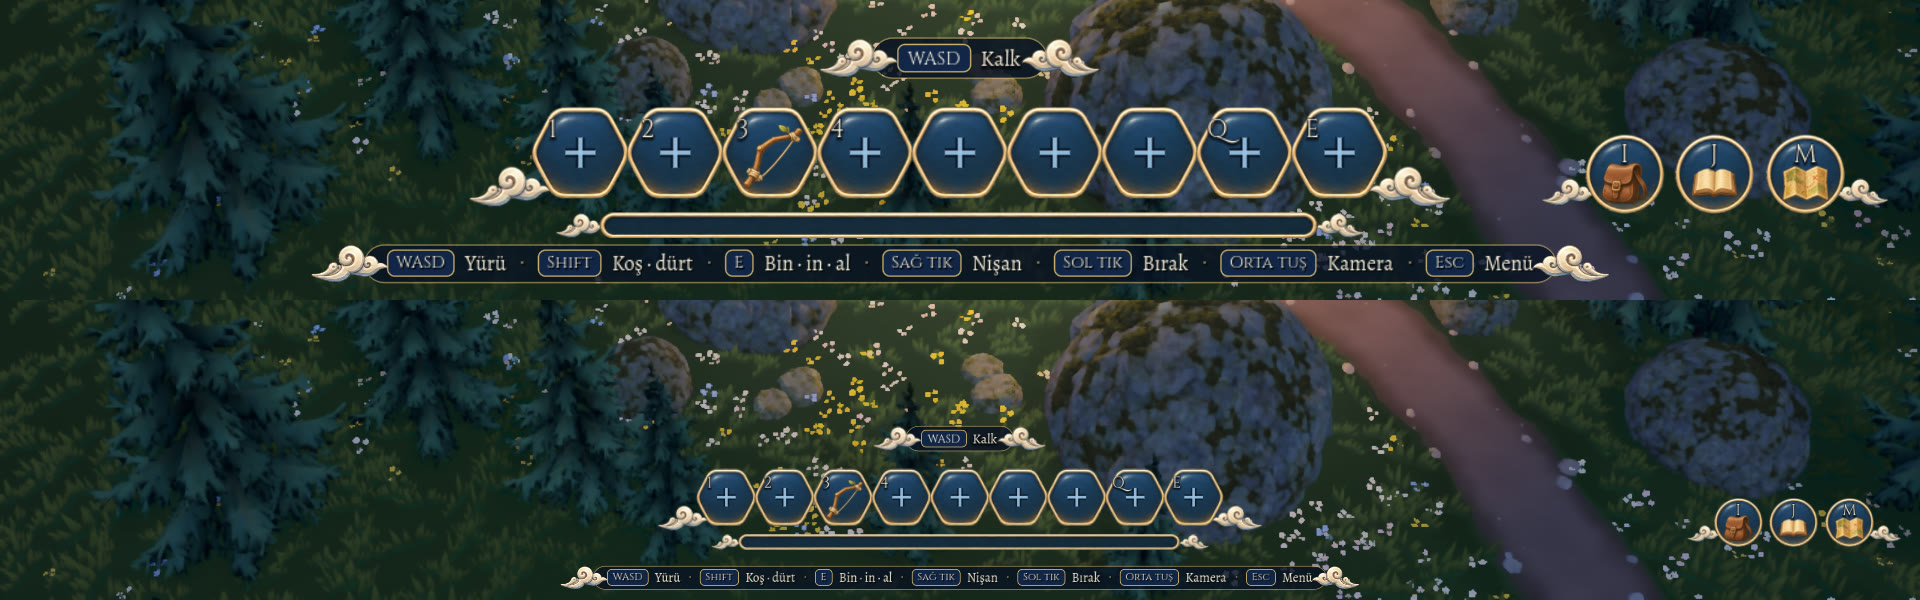 WASD Kalk
1 2 3 4 Q E
I J M
WASD Yürü · SHIFT Koş · dürt · E Bin · in · al · SAĞ TIK Nişan · SOL TIK Bırak · ORTA TUŞ Kamera · ESC Menü
WASD Kalk
1 2 3 4 Q E
I J M
WASD Yürü · SHIFT Koş · dürt · E Bin · in · al · SAĞ TIK Nişan · SOL TIK Bırak · ORTA TUŞ Kamera · ESC Menü